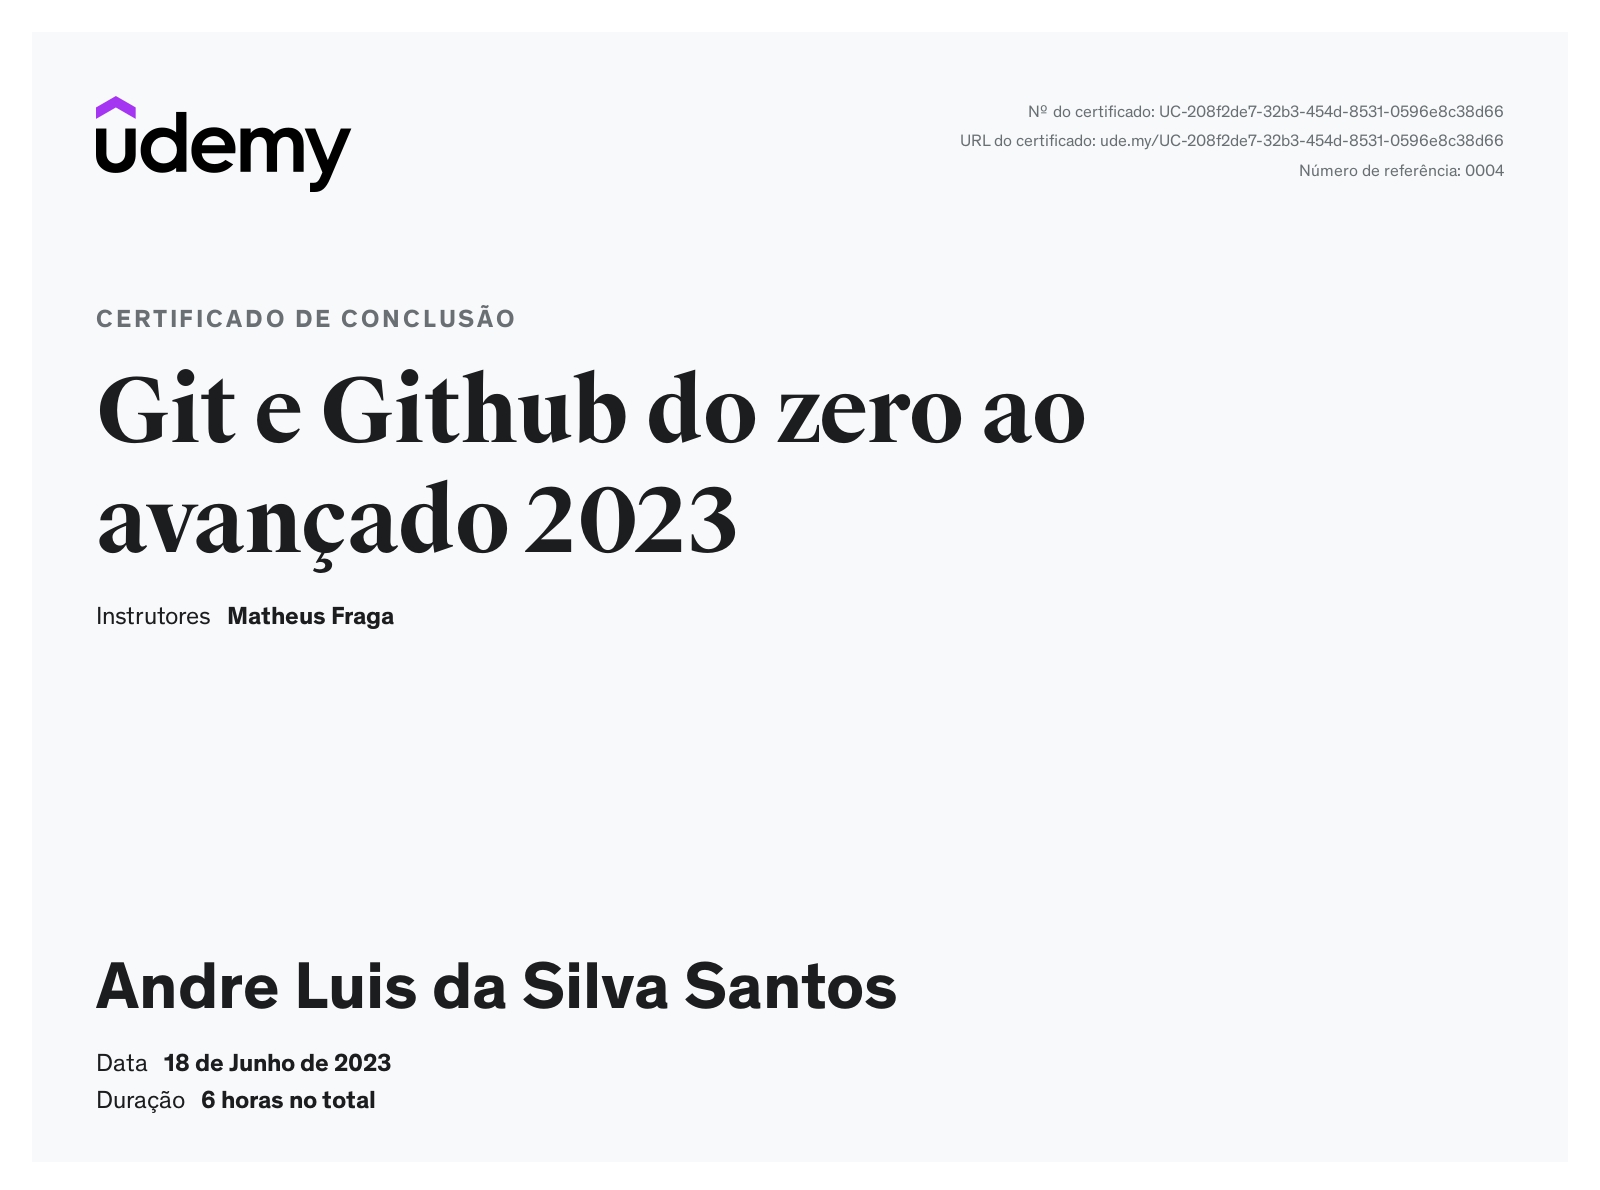 udemy
Nº do certificado: UC-208f2de7-32b3-454d-8531-0596e8c38d66
URL do certificado: ude.my/UC-208f2de7-32b3-454d-8531-0596e8c38d66
Número de referência: 0004
CERTIFICADO DE CONCLUSÃO
Git e Github do zero ao
avançado 2023
Instrutores Matheus Fraga
Andre Luis da Silva Santos
Data 18 de Junho de 2023
Duração 6 horas no total